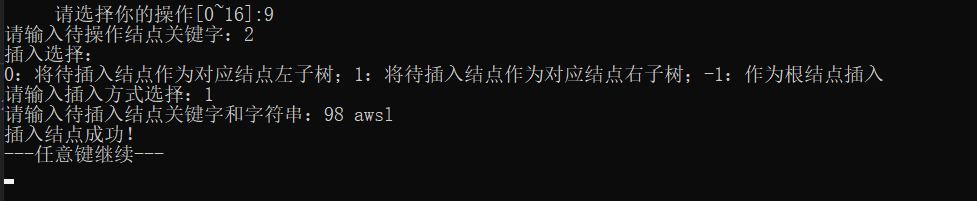 请选择你的操作[0~16]:9
请输入待操作结点关键字：2
插入选择：
0：将待插入结点作为对应结点左子树；1：将待插入结点作为对应结点右子树；-1：作为根结点插入
请输入插入方式选择：1
请输入待插入结点关键字和字符串：98 awsl
插入结点成功！
---任意键继续---